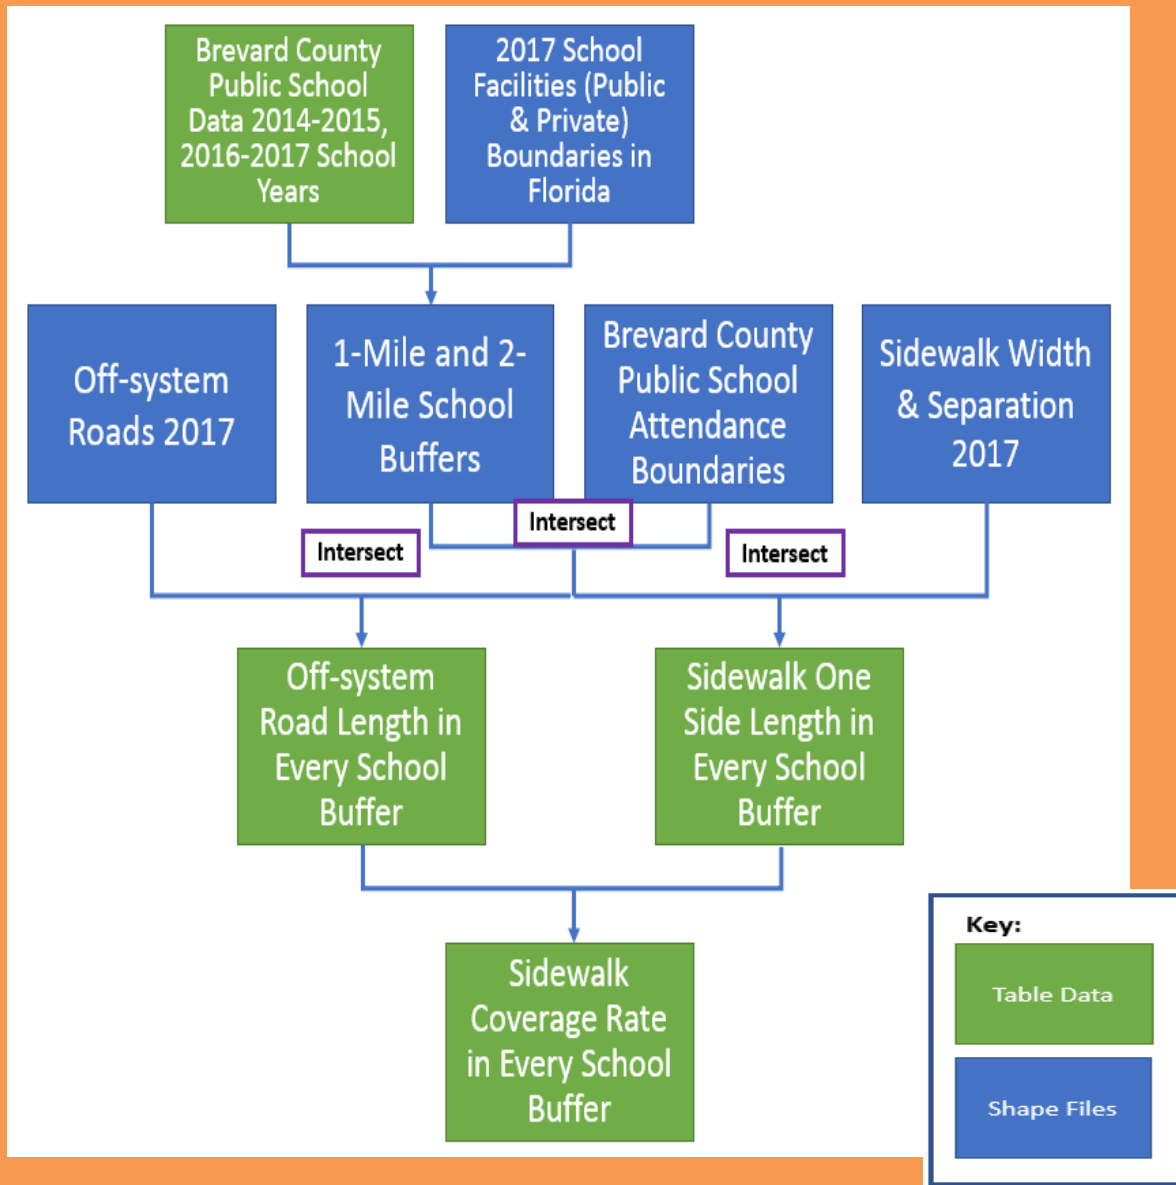 Brevard County
Public School
Data 2014-2015,
2016-2017 School
Years
2017 School
Facilities (Public
& Private)
Boundaries in
Florida
Off-system
Roads 2017
1-Mile and 2-
Mile School
Buffers
Brevard County
Public School
Attendance
Boundaries
Sidewalk Width
& Separation
2017
Intersect
Intersect
Intersect
Off-system
Road Length in
Every School
Buffer
Sidewalk One
Side Length in
Every School
Buffer
Sidewalk
Coverage Rate
in Every School
Buffer
Key:
Table Data
Shape Files